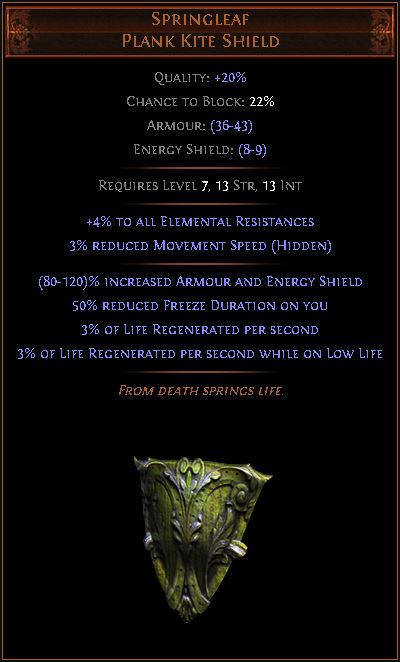 Springleaf
Plank Kite Shield
Quality: +20%
Chance to Block: 22%
Armour: (36-43)
Energy Shield: (8-9)
Requires Level 7, 13 Str, 13 Int
+4% to all Elemental Resistances
3% reduced Movement Speed (Hidden)
(80-120)% increased Armour and Energy Shield
50% reduced Freeze Duration on you
3% of Life Regenerated per second
3% of Life Regenerated per second while on Low Life
From death springs life.